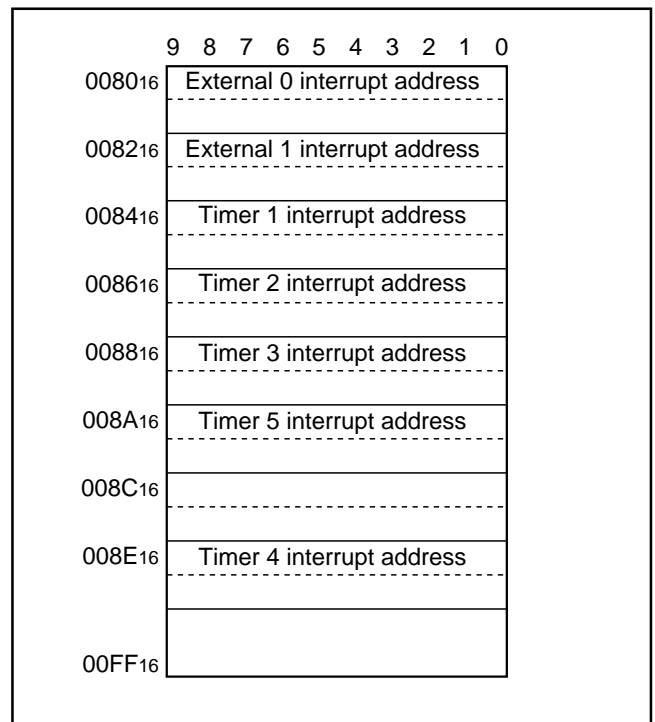 9 8 7 6 5 4 3 2 1 0
008016 External 0 interrupt address
008216 External 1 interrupt address
008416 Timer 1 interrupt address
008616 Timer 2 interrupt address
008816 Timer 3 interrupt address
008A16 Timer 5 interrupt address
008C16
008E16 Timer 4 interrupt address
00FF16